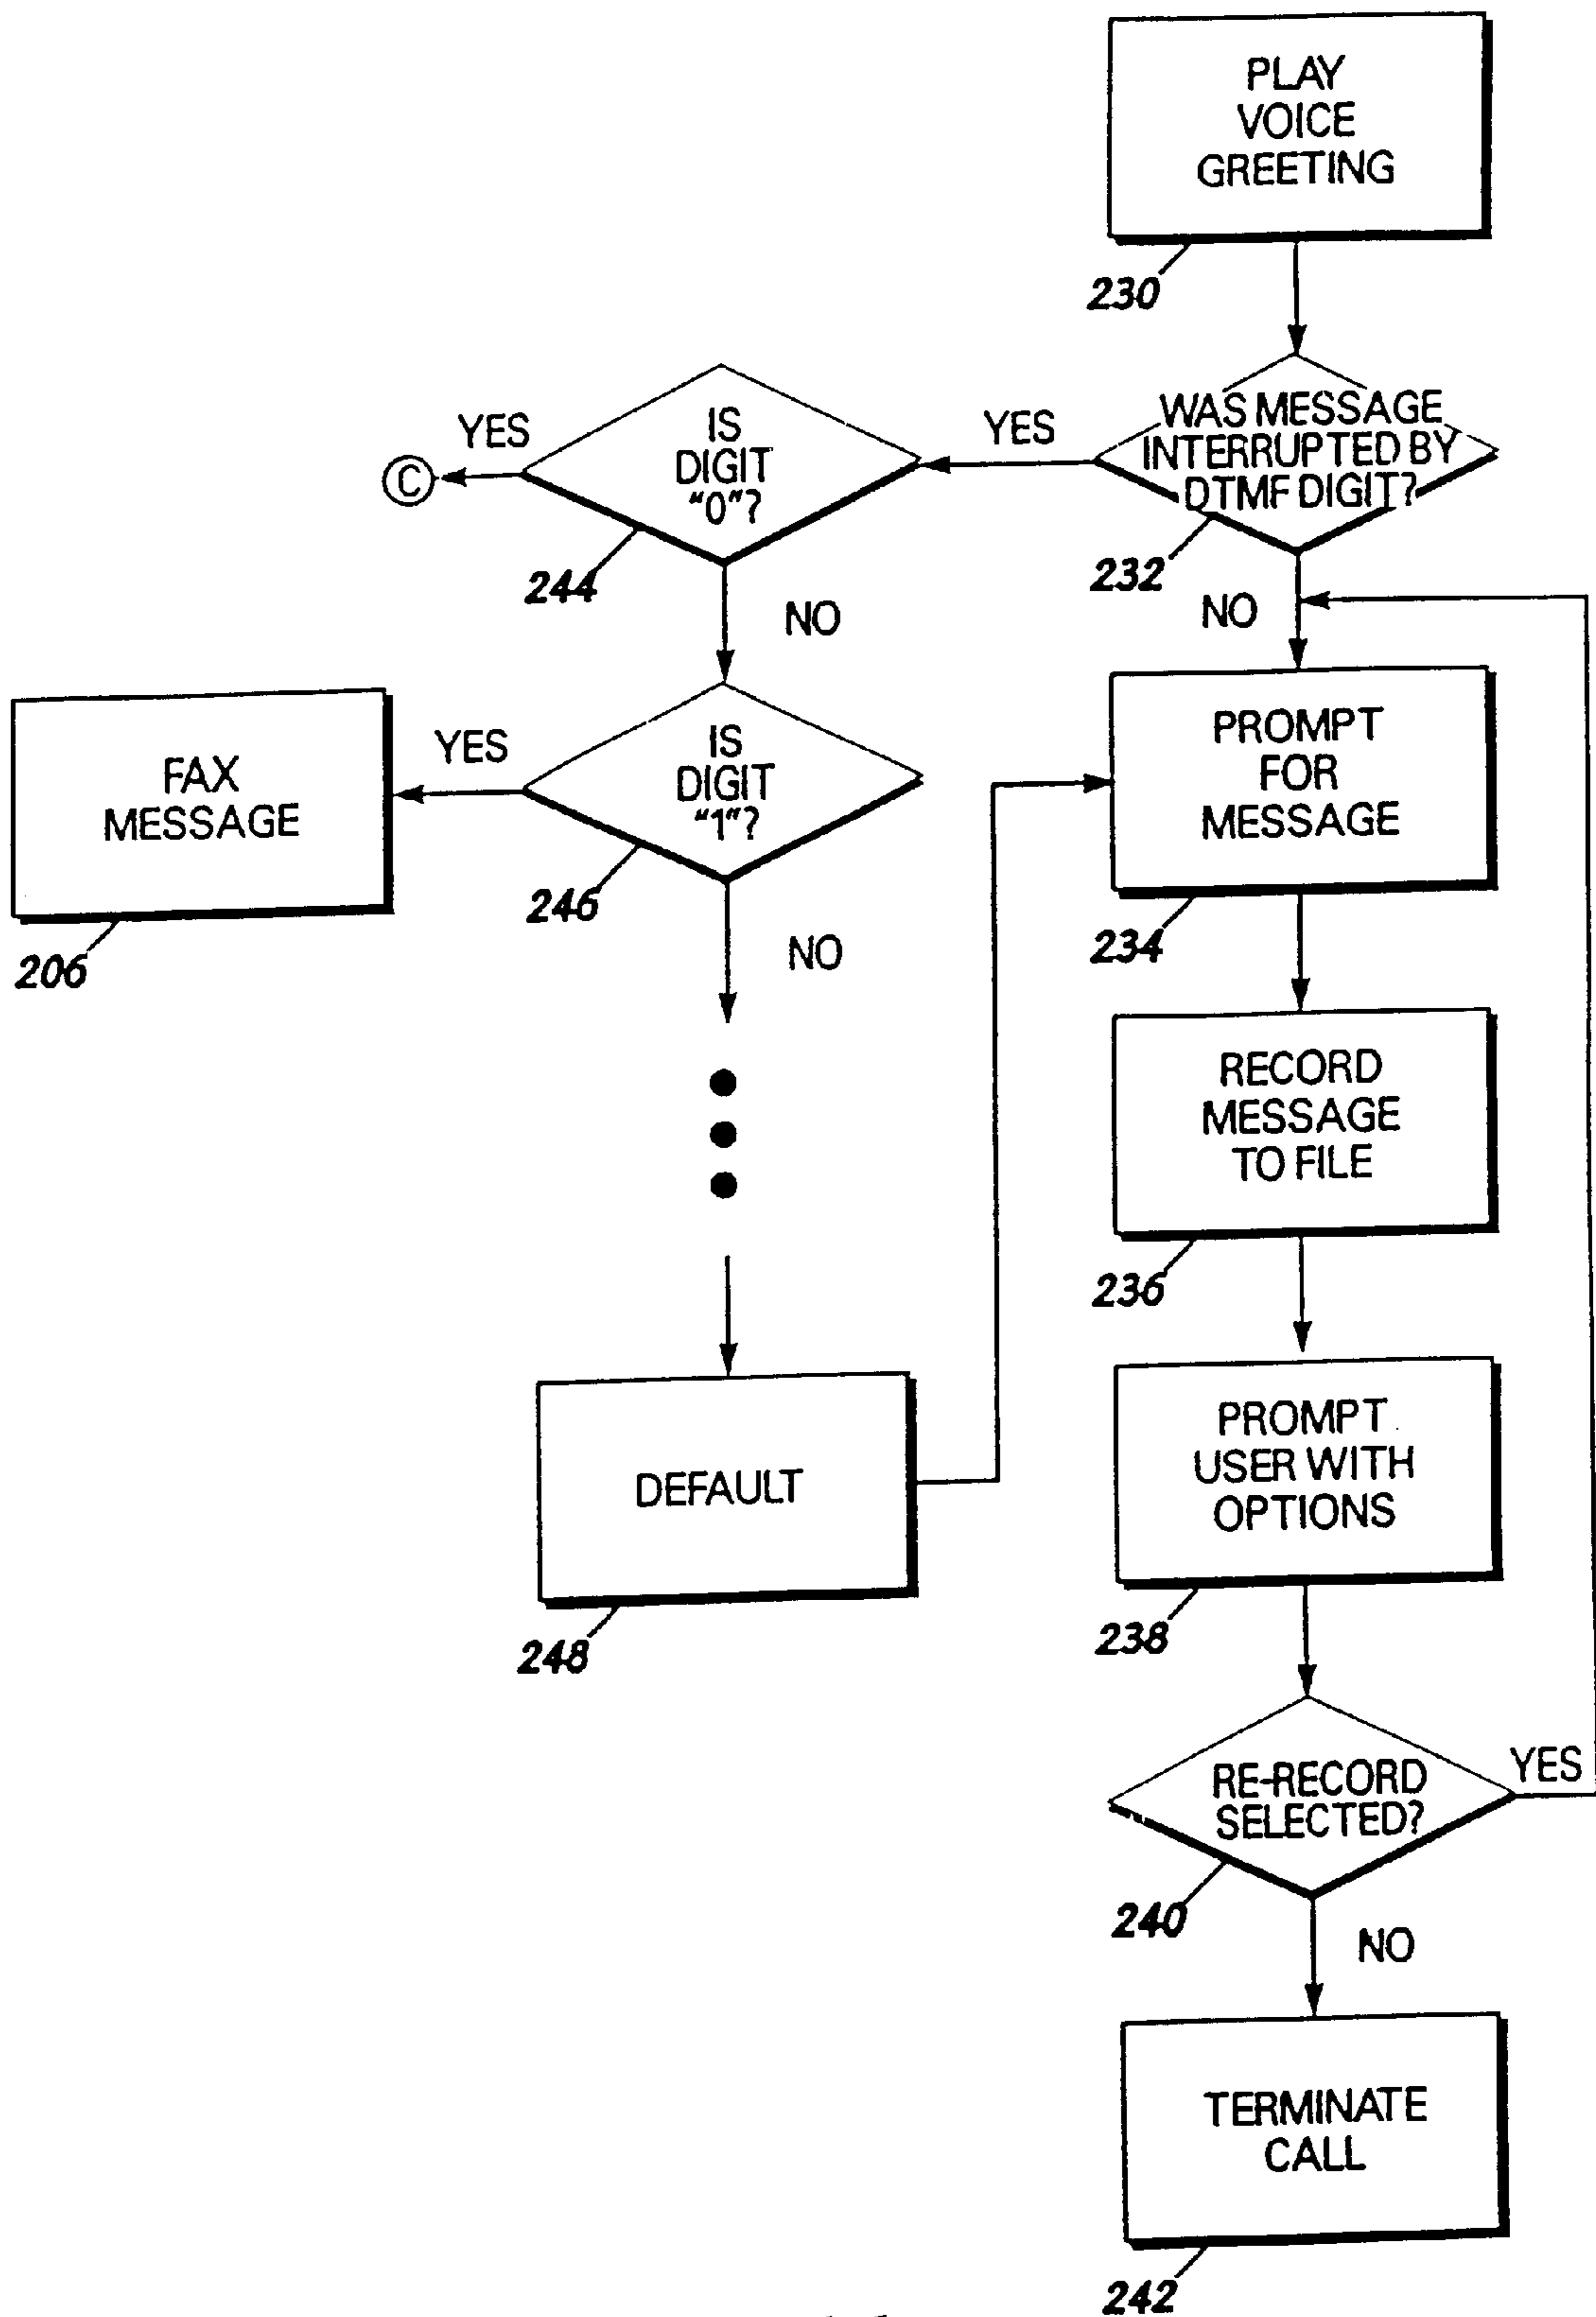 PLAY
VOICE
GREETING
230
WAS MESSAGE
INTERRUPTED BY
DTMF DIGIT?
232
YES
NO
IS
DIGIT
"0"?
244
YES
C
NO
IS
DIGIT
"1"?
246
YES
FAX
MESSAGE
206
NO
DEFAULT
248
PROMPT
FOR
MESSAGE
234
RECORD
MESSAGE
TO FILE
236
PROMPT
USER WITH
OPTIONS
238
RE-RECORD
SELECTED?
240
YES
NO
TERMINATE
CALL
242